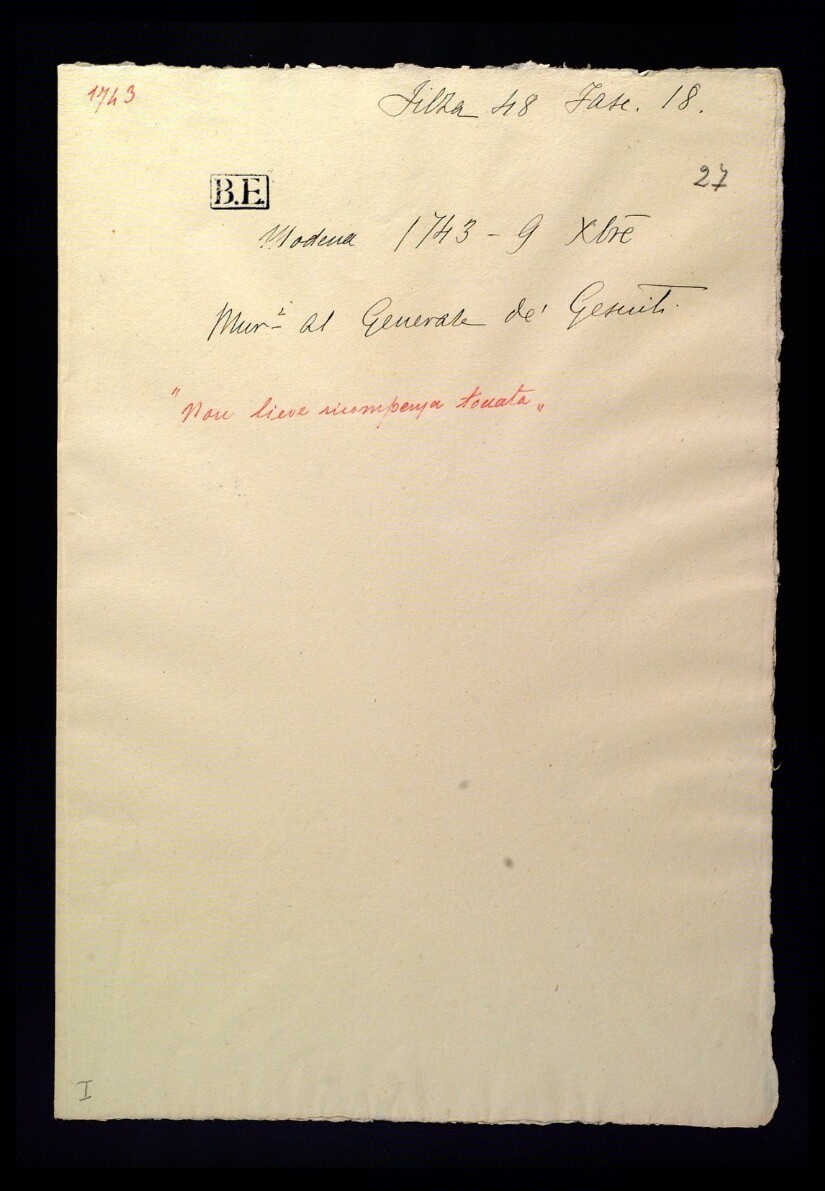 1743
Filza 48 Fasc. 18.
27
B.E.
Modena 1743 - 9 Xbre
Mur.i al Generale de' Gesuiti.
"Non lieve ricompensa toccata"
I